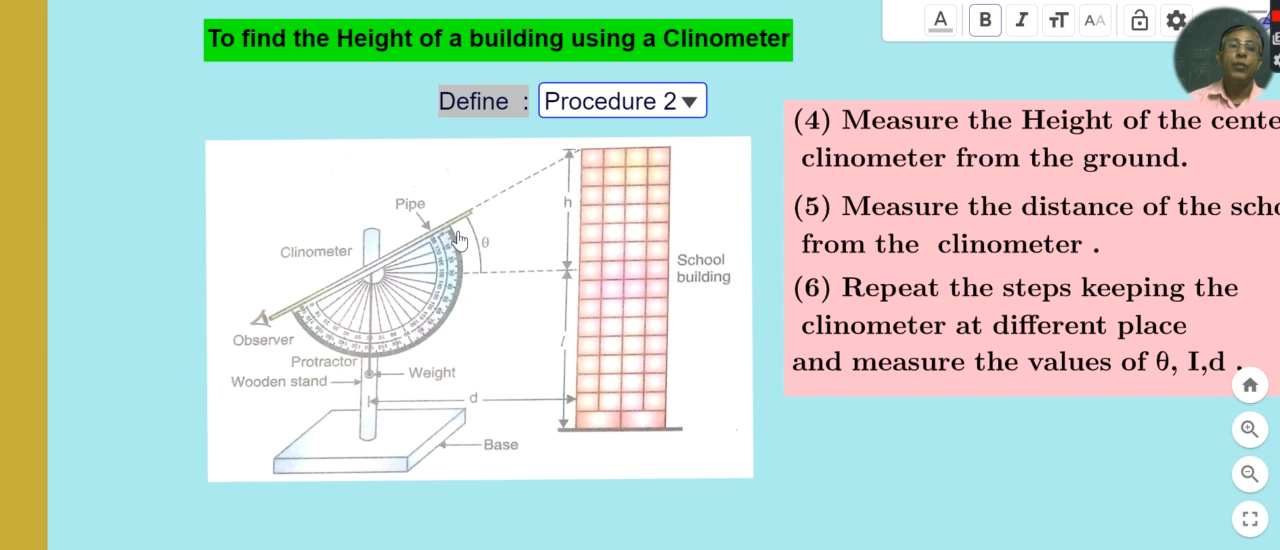 To find the Height of a building using a Clinometer
A B I TT AA
Define : Procedure 2
(4) Measure the Height of the cente
clinometer from the ground.
(5) Measure the distance of the scho
from the clinometer .
(6) Repeat the steps keeping the
clinometer at different place
and measure the values of θ, I,d .
Pipe
h
Clinometer
θ
School
building
Observer
l
Protractor
Weight
Wooden stand
d
Base